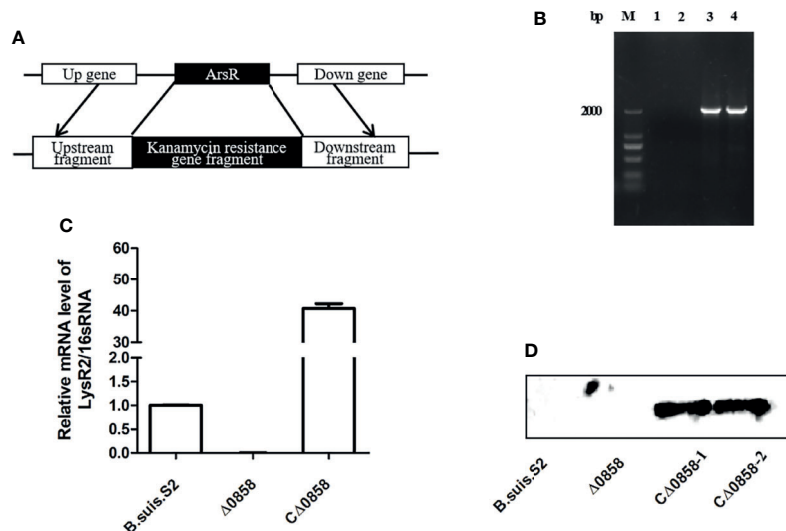 A
Up gene
ArsR
Down gene
Upstream
fragment
Kanamycin resistance
gene fragment
Downstream
fragment
B
bp M 1 2 3 4
2000
C
Relative mRNA level of
LysR2/16sRNA
60
50
40
30
2.0
1.5
1.0
0.5
0.0
B.suis.S2
Δ0858
CΔ0858
D
B.suis.S2
Δ0858
CΔ0858-1
CΔ0858-2